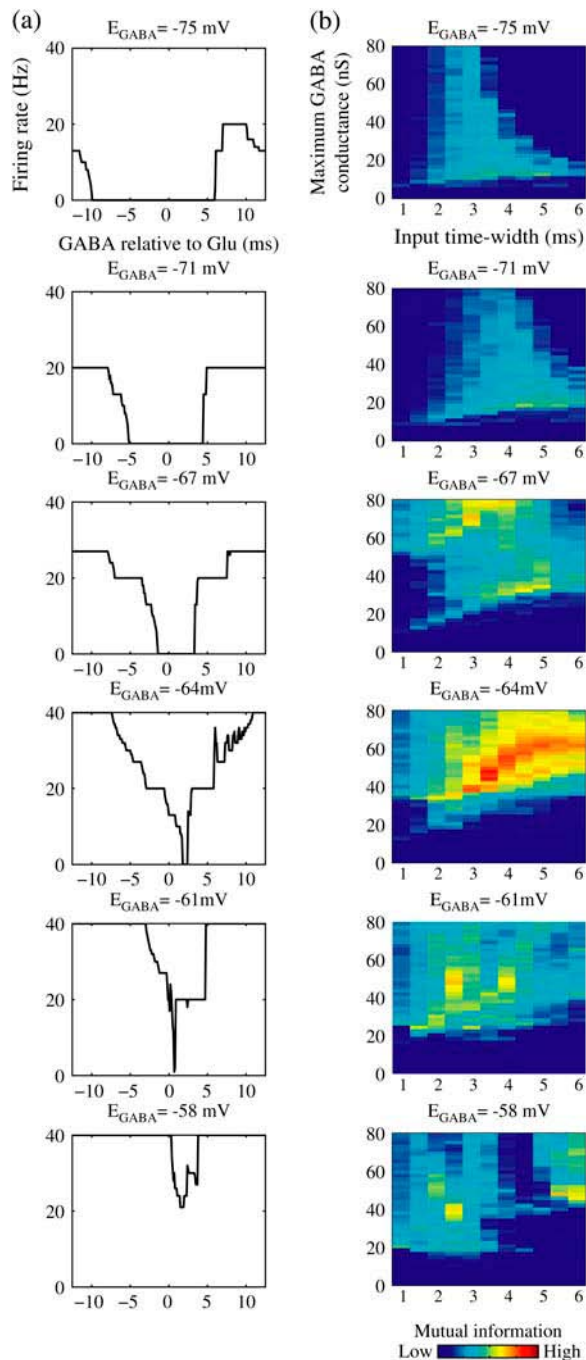 (a)
E_GABA = -75 mV
Firing rate (Hz)
40
20
0
−10 −5 0 5 10
GABA relative to Glu (ms)
E_GABA = -71 mV
40
20
0
−10 −5 0 5 10
E_GABA = -67 mV
40
20
0
−10 −5 0 5 10
E_GABA = -64mV
40
20
0
−10 −5 0 5 10
E_GABA = -61mV
40
20
0
−10 −5 0 5 10
E_GABA = -58 mV
40
20
0
−10 −5 0 5 10
(b)
E_GABA = -75 mV
Maximum GABA
conductance (nS)
80
60
40
20
0
1 2 3 4 5 6
Input time-width (ms)
E_GABA = -71 mV
80
60
40
20
0
1 2 3 4 5 6
E_GABA = -67 mV
80
60
40
20
0
1 2 3 4 5 6
E_GABA = -64mV
80
60
40
20
0
1 2 3 4 5 6
E_GABA = -61mV
80
60
40
20
0
1 2 3 4 5 6
E_GABA = -58 mV
80
60
40
20
0
1 2 3 4 5 6
Mutual information
Low High